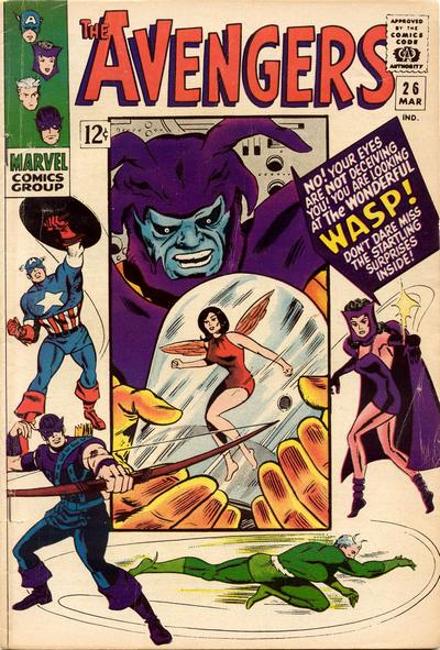 THE
AVENGERS
APPROVED
BY THE
COMICS
CODE
CA
AUTHORITY
26
MAR
IND.
A
MARVEL
COMICS
GROUP
12¢
NO! YOUR EYES
ARE NOT DECEIVING
YOU! YOU ARE LOOKING
AT THE WONDERFUL
WASP!
DON'T DARE MISS
THE STARTLING
SURPRISES
INSIDE!